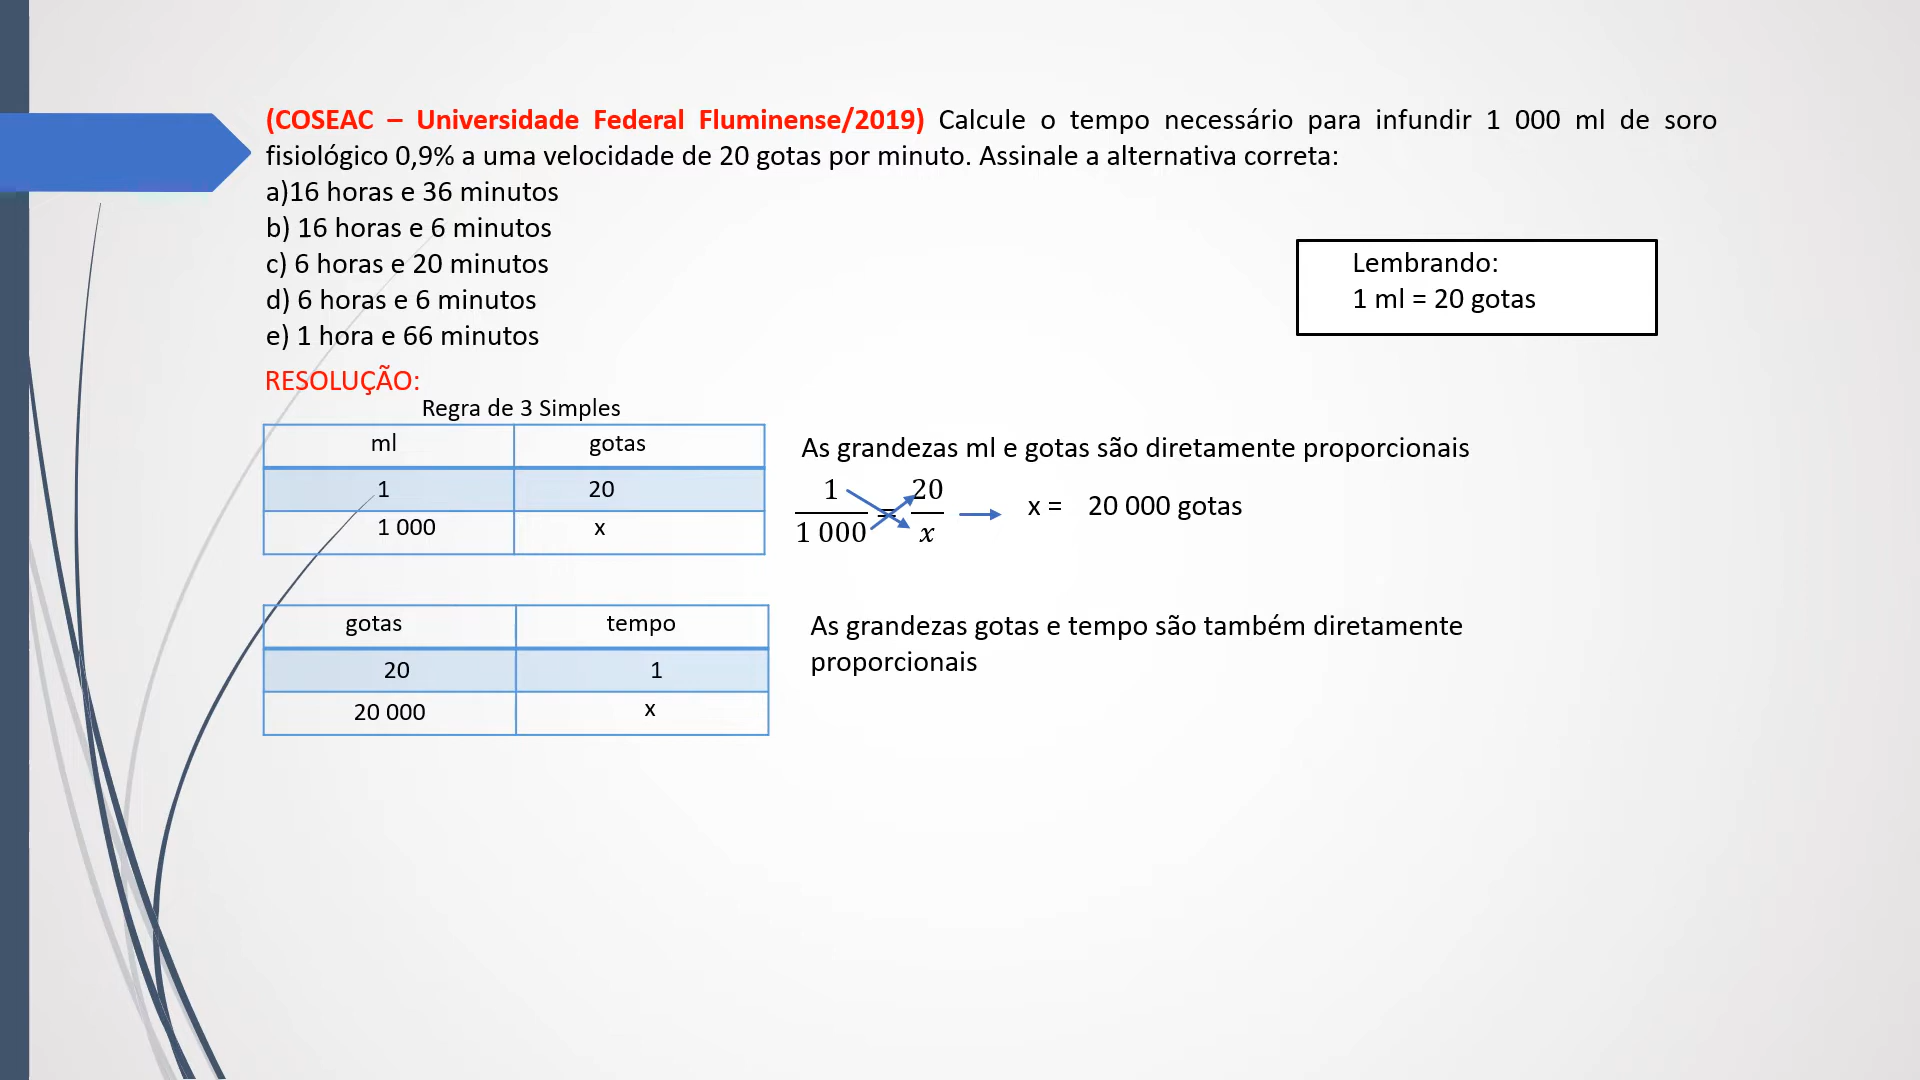 (COSEAC – Universidade Federal Fluminense/2019) Calcule o tempo necessário para infundir 1 000 ml de soro
fisiológico 0,9% a uma velocidade de 20 gotas por minuto. Assinale a alternativa correta:
a)16 horas e 36 minutos
b) 16 horas e 6 minutos
c) 6 horas e 20 minutos
d) 6 horas e 6 minutos
e) 1 hora e 66 minutos
Lembrando:
1 ml = 20 gotas
RESOLUÇÃO:
Regra de 3 Simples
ml gotas
1 20
1 000 x
As grandezas ml e gotas são diretamente proporcionais
1 20
= x = 20 000 gotas
1 000 x
gotas tempo
20 1
20 000 x
As grandezas gotas e tempo são também diretamente
proporcionais